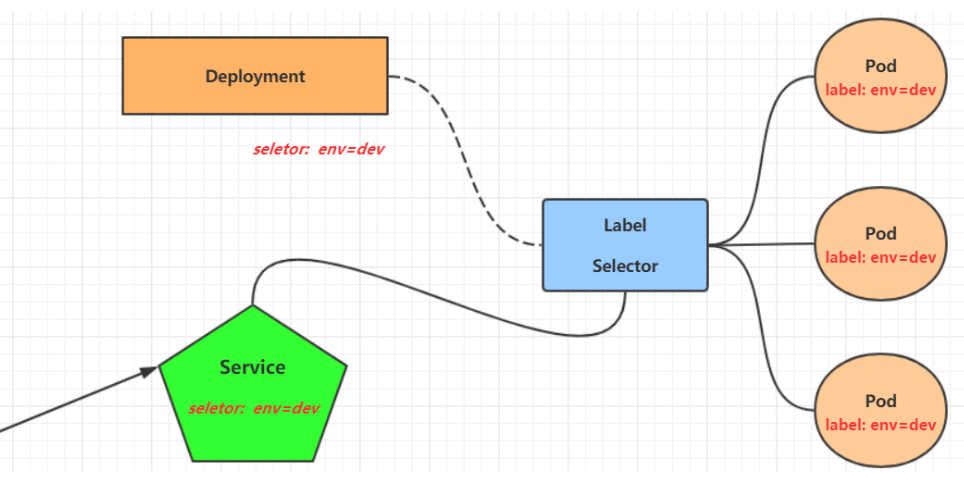 Deployment
seletor: env=dev
Label
Selector
Service
seletor: env=dev
Pod
label: env=dev
Pod
label: env=dev
Pod
label: env=dev